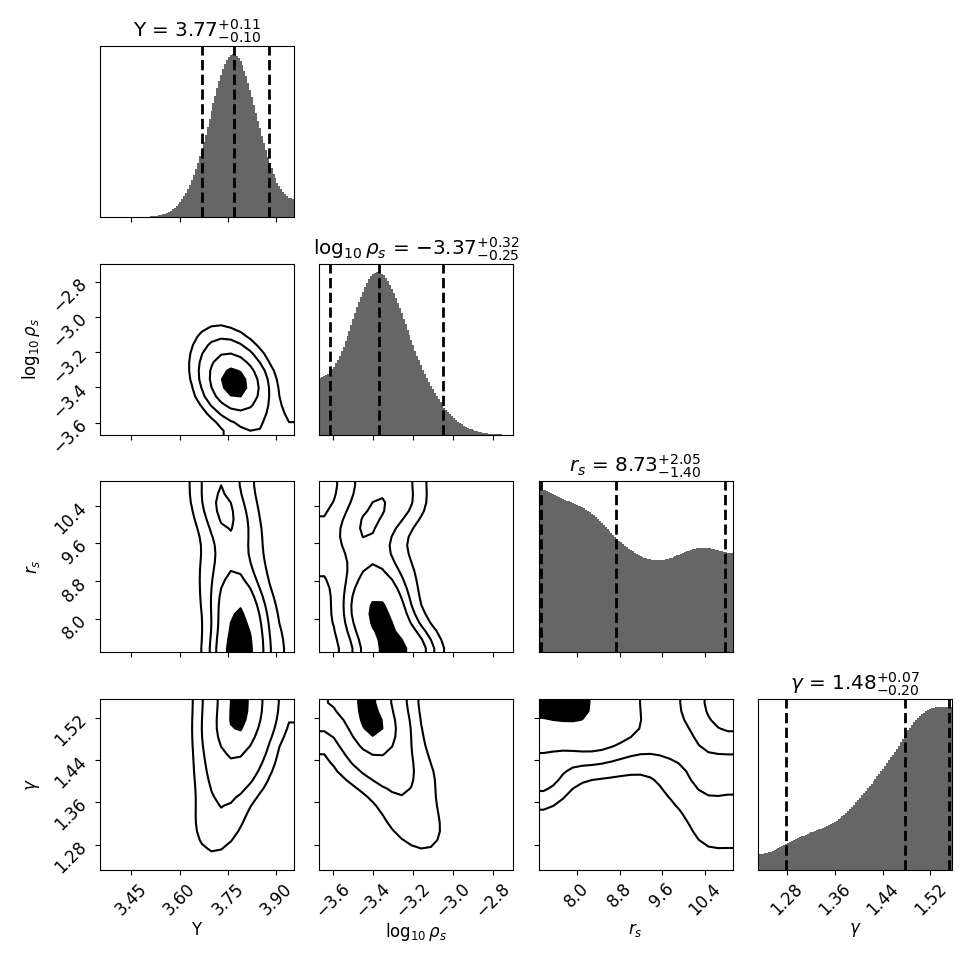 Y = 3.77^{+0.11}_{-0.10}
log₁₀ ρₛ = −3.37^{+0.32}_{-0.25}
−2.8
−3.0
−3.2
−3.4
−3.6
log₁₀ ρₛ
rₛ = 8.73^{+2.05}_{-1.40}
10.4
9.6
8.8
8.0
rₛ
γ = 1.48^{+0.07}_{-0.20}
1.52
1.44
1.36
1.28
γ
3.45 3.60 3.75 3.90
−3.6 −3.4 −3.2 −3.0 −2.8
8.0 8.8 9.6 10.4
1.28 1.36 1.44 1.52
Y
log₁₀ ρₛ
rₛ
γ